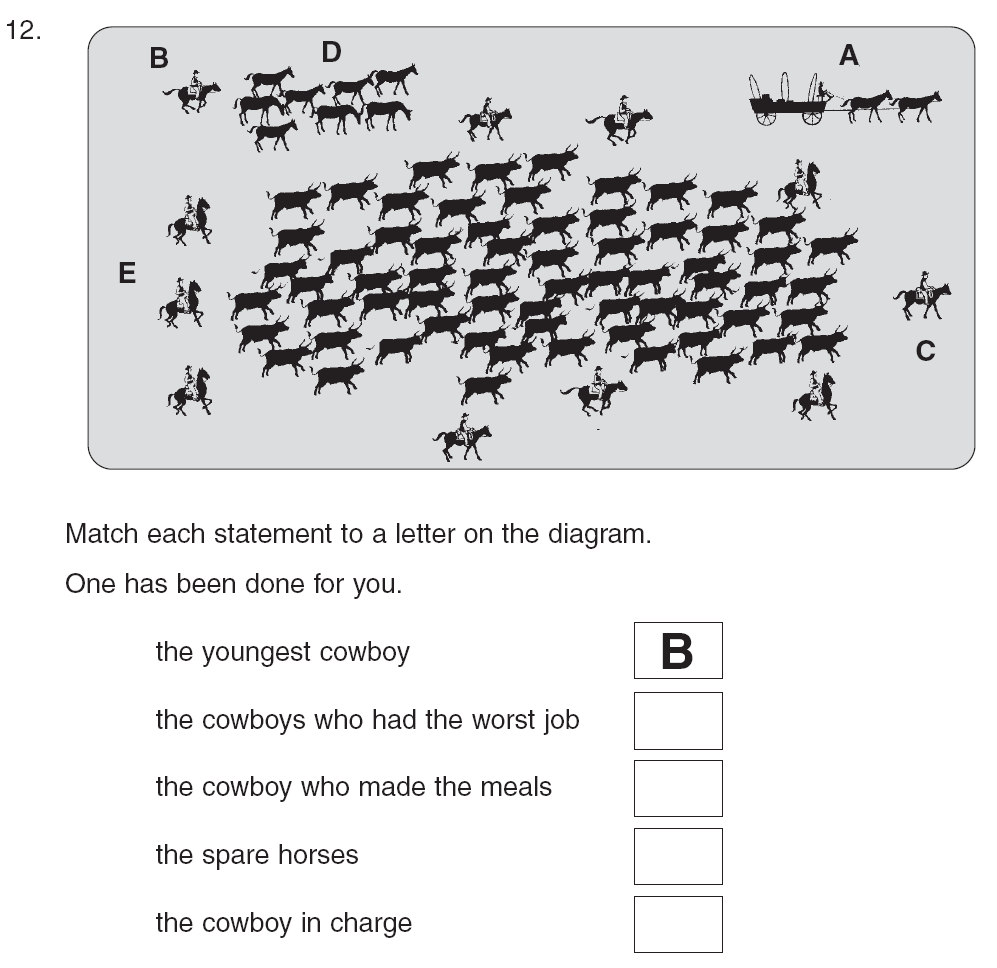 12.
B
D
A
E
C
Match each statement to a letter on the diagram.
One has been done for you.
the youngest cowboy B
the cowboys who had the worst job
the cowboy who made the meals
the spare horses
the cowboy in charge